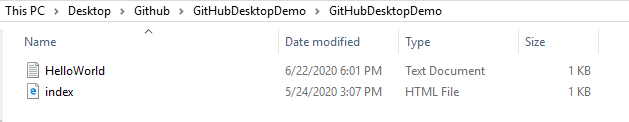 This PC > Desktop > Github > GitHubDesktopDemo > GitHubDesktopDemo
Name Date modified Type Size
HelloWorld 6/22/2020 6:01 PM Text Document 1 KB
index 5/24/2020 3:07 PM HTML File 1 KB